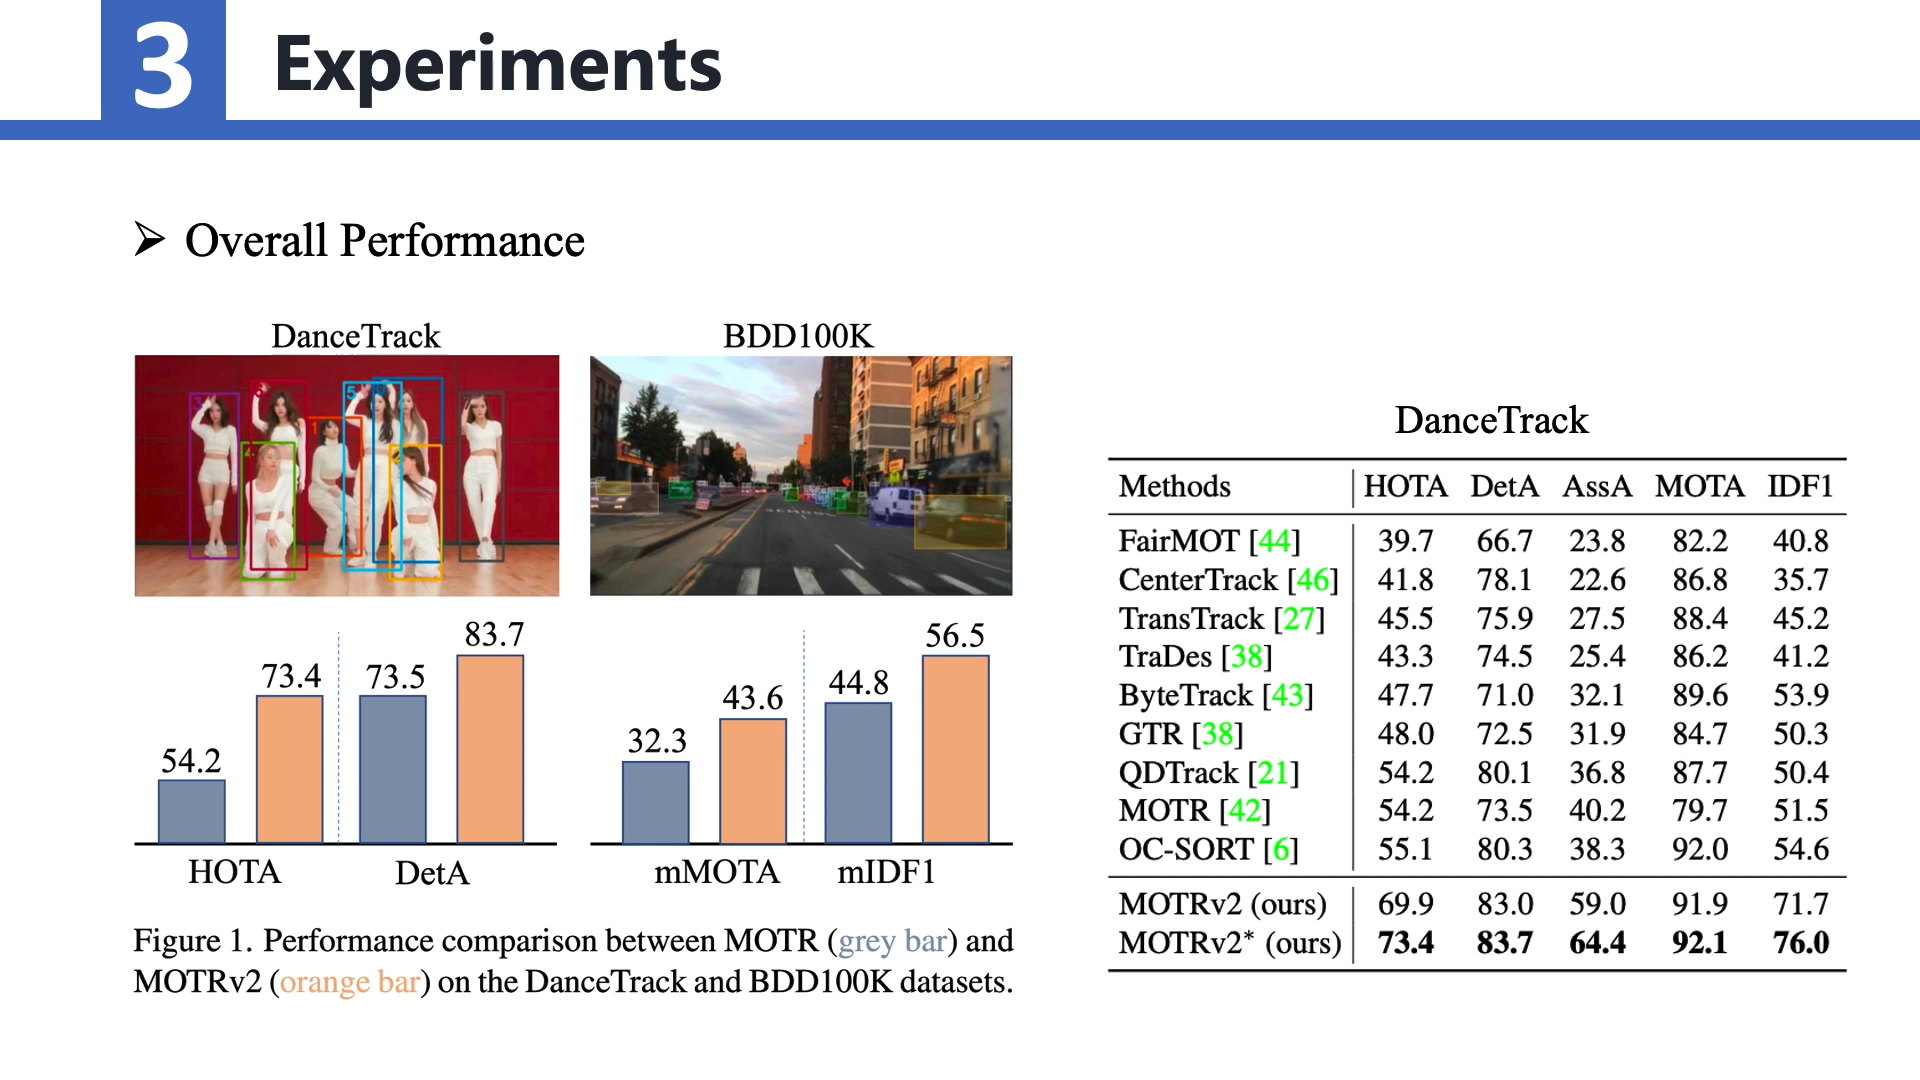 3 Experiments
➢ Overall Performance
DanceTrack
BDD100K
SCHOOL
54.2
73.4
73.5
83.7
HOTA
DetA
32.3
43.6
44.8
56.5
mMOTA
mIDF1
Figure 1. Performance comparison between MOTR (grey bar) and
MOTRv2 (orange bar) on the DanceTrack and BDD100K datasets.
DanceTrack
Methods HOTA DetA AssA MOTA IDF1
FairMOT [44] 39.7 66.7 23.8 82.2 40.8
CenterTrack [46] 41.8 78.1 22.6 86.8 35.7
TransTrack [27] 45.5 75.9 27.5 88.4 45.2
TraDes [38] 43.3 74.5 25.4 86.2 41.2
ByteTrack [43] 47.7 71.0 32.1 89.6 53.9
GTR [38] 48.0 72.5 31.9 84.7 50.3
QDTrack [21] 54.2 80.1 36.8 87.7 50.4
MOTR [42] 54.2 73.5 40.2 79.7 51.5
OC-SORT [6] 55.1 80.3 38.3 92.0 54.6
MOTRv2 (ours) 69.9 83.0 59.0 91.9 71.7
MOTRv2* (ours) 73.4 83.7 64.4 92.1 76.0